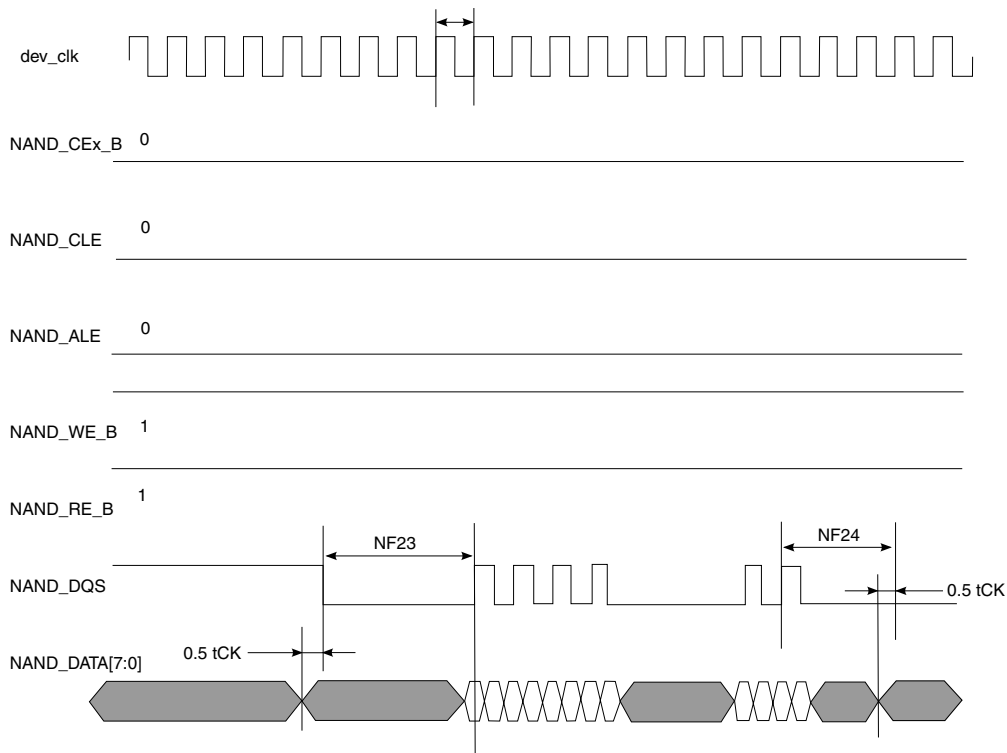 dev_clk
NAND_CEx_B 0
NAND_CLE 0
NAND_ALE 0
NAND_WE_B 1
NAND_RE_B 1
NF23
NF24
NAND_DQS
0.5 tCK
NAND_DATA[7:0]
0.5 tCK